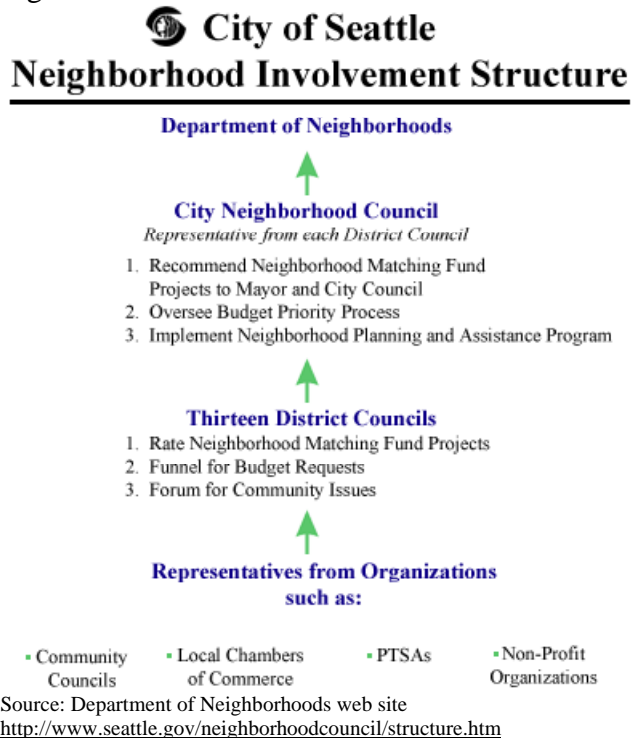 City of Seattle
Neighborhood Involvement Structure
Department of Neighborhoods
City Neighborhood Council
Representative from each District Council
1. Recommend Neighborhood Matching Fund
Projects to Mayor and City Council
2. Oversee Budget Priority Process
3. Implement Neighborhood Planning and Assistance Program
Thirteen District Councils
1. Rate Neighborhood Matching Fund Projects
2. Funnel for Budget Requests
3. Forum for Community Issues
Representatives from Organizations
such as:
▪ Community
Councils
▪ Local Chambers
of Commerce
▪ PTSAs
▪ Non-Profit
Organizations
Source: Department of Neighborhoods web site
http://www.seattle.gov/neighborhoodcouncil/structure.htm